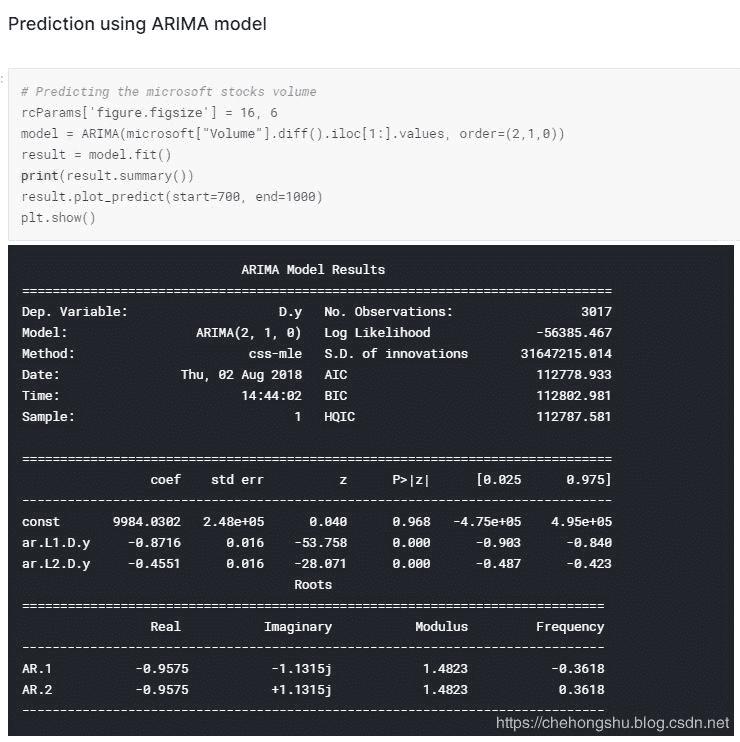 Prediction using ARIMA model
:
# Predicting the microsoft stocks volume
rcParams['figure.figsize'] = 16, 6
model = ARIMA(microsoft["Volume"].diff().iloc[1:].values, order=(2,1,0))
result = model.fit()
print(result.summary())
result.plot_predict(start=700, end=1000)
plt.show()
ARIMA Model Results
==============================================================================
Dep. Variable: D.y No. Observations: 3017
Model: ARIMA(2, 1, 0) Log Likelihood -56385.467
Method: css-mle S.D. of innovations 31647215.014
Date: Thu, 02 Aug 2018 AIC 112778.933
Time: 14:44:02 BIC 112802.981
Sample: 1 HQIC 112787.581
==============================================================================
coef std err z P>|z| [0.025 0.975]
------------------------------------------------------------------------------
const 9984.0302 2.48e+05 0.040 0.968 -4.75e+05 4.95e+05
ar.L1.D.y -0.8716 0.016 -53.758 0.000 -0.903 -0.840
ar.L2.D.y -0.4551 0.016 -28.071 0.000 -0.487 -0.423
Roots
=============================================================================
Real Imaginary Modulus Frequency
-----------------------------------------------------------------------------
AR.1 -0.9575 -1.1315j 1.4823 -0.3618
AR.2 -0.9575 +1.1315j 1.4823 0.3618
-----------------------------------------------------------------------------
https://chehongshu.blog.csdn.net